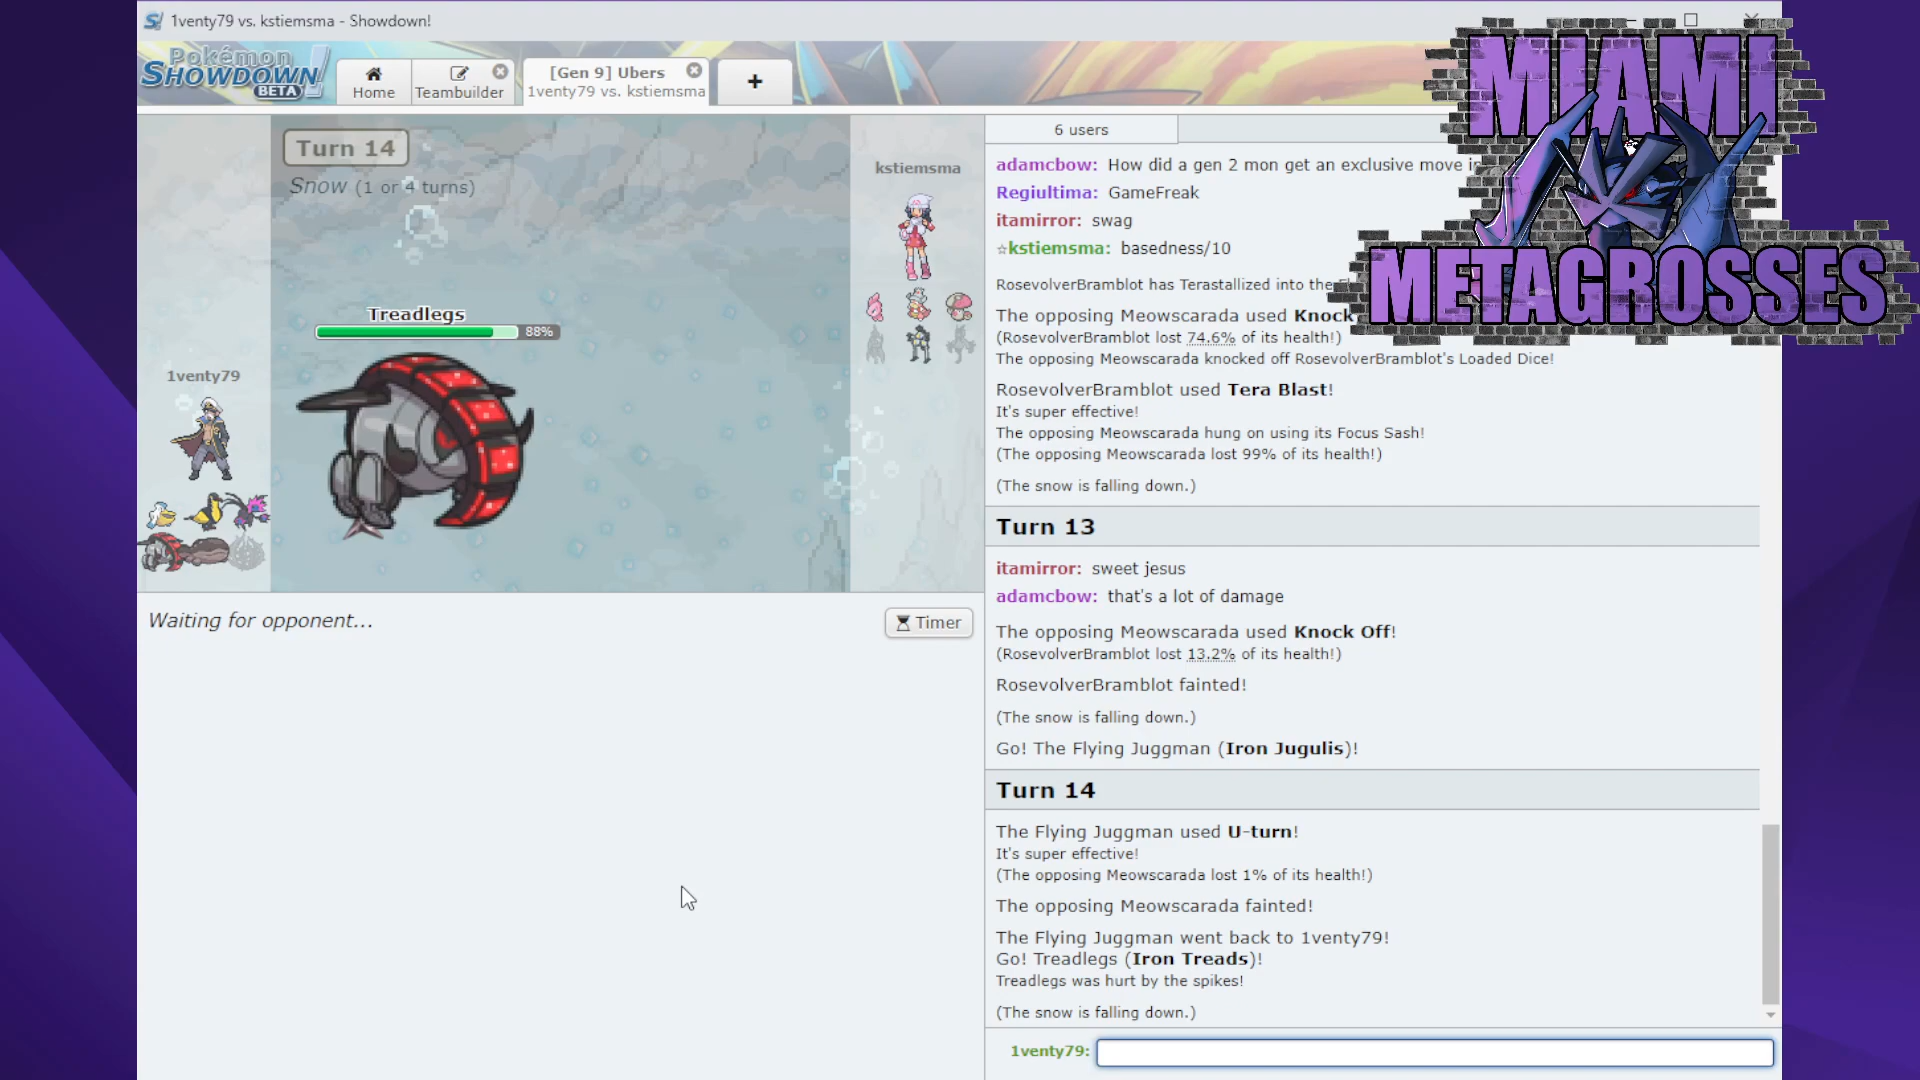 1venty79 vs. kstiemsma - Showdown!
Pokémon
SHOWDOWN!
BETA
Home
Teambuilder
[Gen 9] Ubers
1venty79 vs. kstiemsma
+
MIAMI
METAGROSSES
Turn 14
Snow (1 or 4 turns)
kstiemsma
Treadlegs
88%
1venty79
Waiting for opponent...
Timer
6 users
adamcbow: How did a gen 2 mon get an exclusive move in
Regiultima: GameFreak
itamirror: swag
☆kstiemsma: basedness/10
RosevolverBramblot has Terastallized into the
The opposing Meowscarada used Knock
(RosevolverBramblot lost 74.6% of its health!)
The opposing Meowscarada knocked off RosevolverBramblot's Loaded Dice!
RosevolverBramblot used Tera Blast!
It's super effective!
The opposing Meowscarada hung on using its Focus Sash!
(The opposing Meowscarada lost 99% of its health!)
(The snow is falling down.)
Turn 13
itamirror: sweet jesus
adamcbow: that's a lot of damage
The opposing Meowscarada used Knock Off!
(RosevolverBramblot lost 13.2% of its health!)
RosevolverBramblot fainted!
(The snow is falling down.)
Go! The Flying Juggman (Iron Jugulis)!
Turn 14
The Flying Juggman used U-turn!
It's super effective!
(The opposing Meowscarada lost 1% of its health!)
The opposing Meowscarada fainted!
The Flying Juggman went back to 1venty79!
Go! Treadlegs (Iron Treads)!
Treadlegs was hurt by the spikes!
(The snow is falling down.)
1venty79: